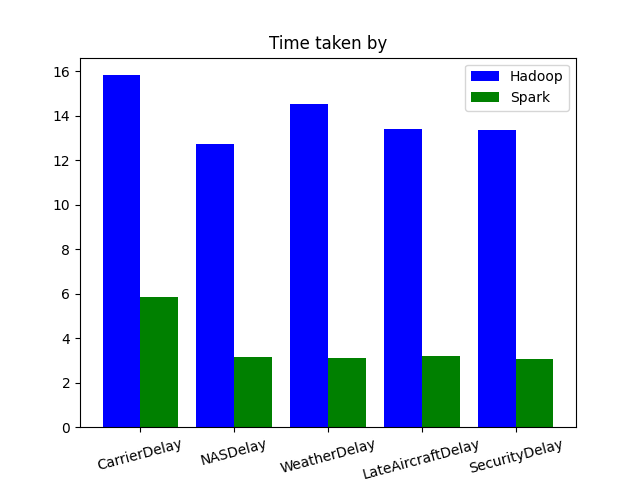 Time taken by
Hadoop
Spark
16
14
12
10
8
6
4
2
0
CarrierDelay
NASDelay
WeatherDelay
LateAircraftDelay
SecurityDelay